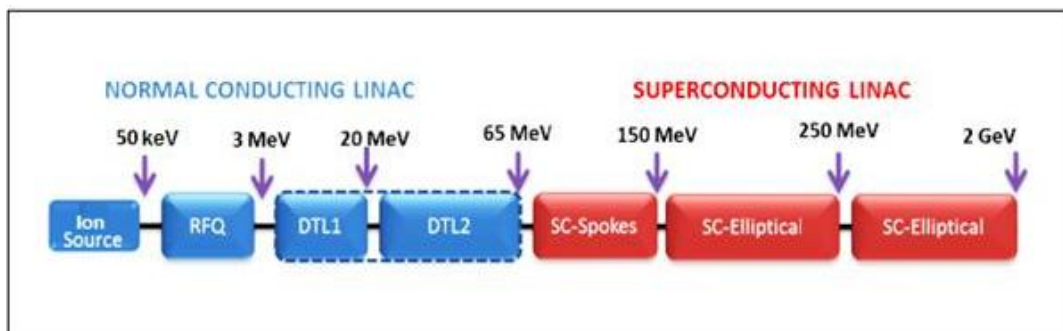 NORMAL CONDUCTING LINAC
SUPERCONDUCTING LINAC
50 keV
3 MeV
20 MeV
65 MeV
150 MeV
250 MeV
2 GeV
Ion
Source
RFQ
DTL1
DTL2
SC-Spokes
SC-Elliptical
SC-Elliptical